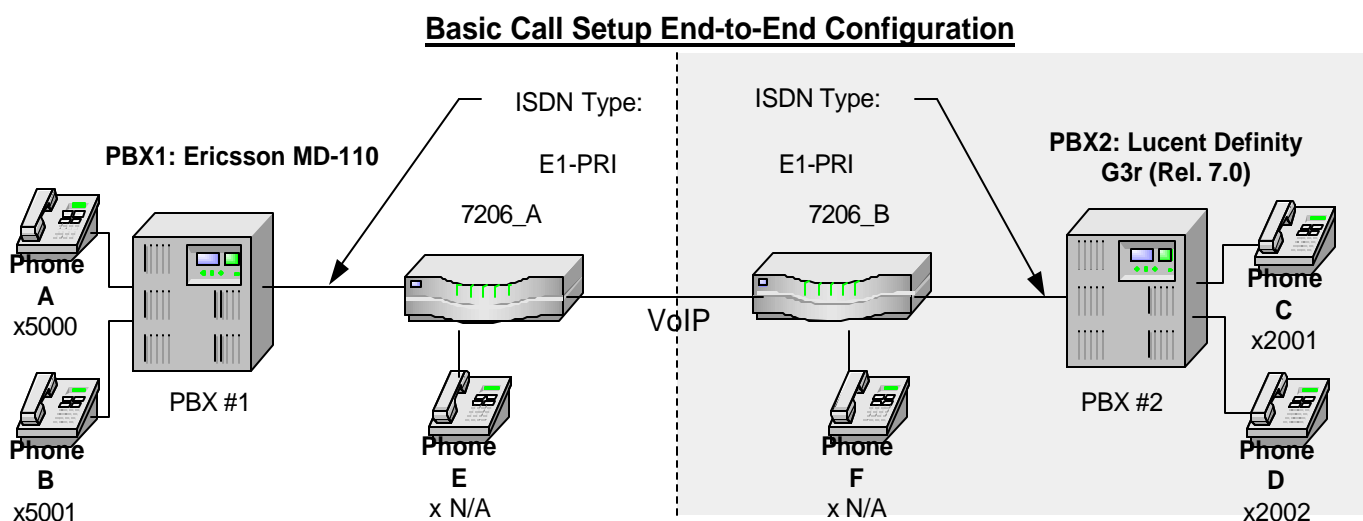 Basic Call Setup End-to-End Configuration
ISDN Type:
E1-PRI
ISDN Type:
E1-PRI
PBX1: Ericsson MD-110
PBX2: Lucent Definity
G3r (Rel. 7.0)
7206_A
7206_B
VoIP
Phone
A
x5000
Phone
B
x5001
PBX #1
Phone
E
x N/A
Phone
F
x N/A
PBX #2
Phone
C
x2001
Phone
D
x2002